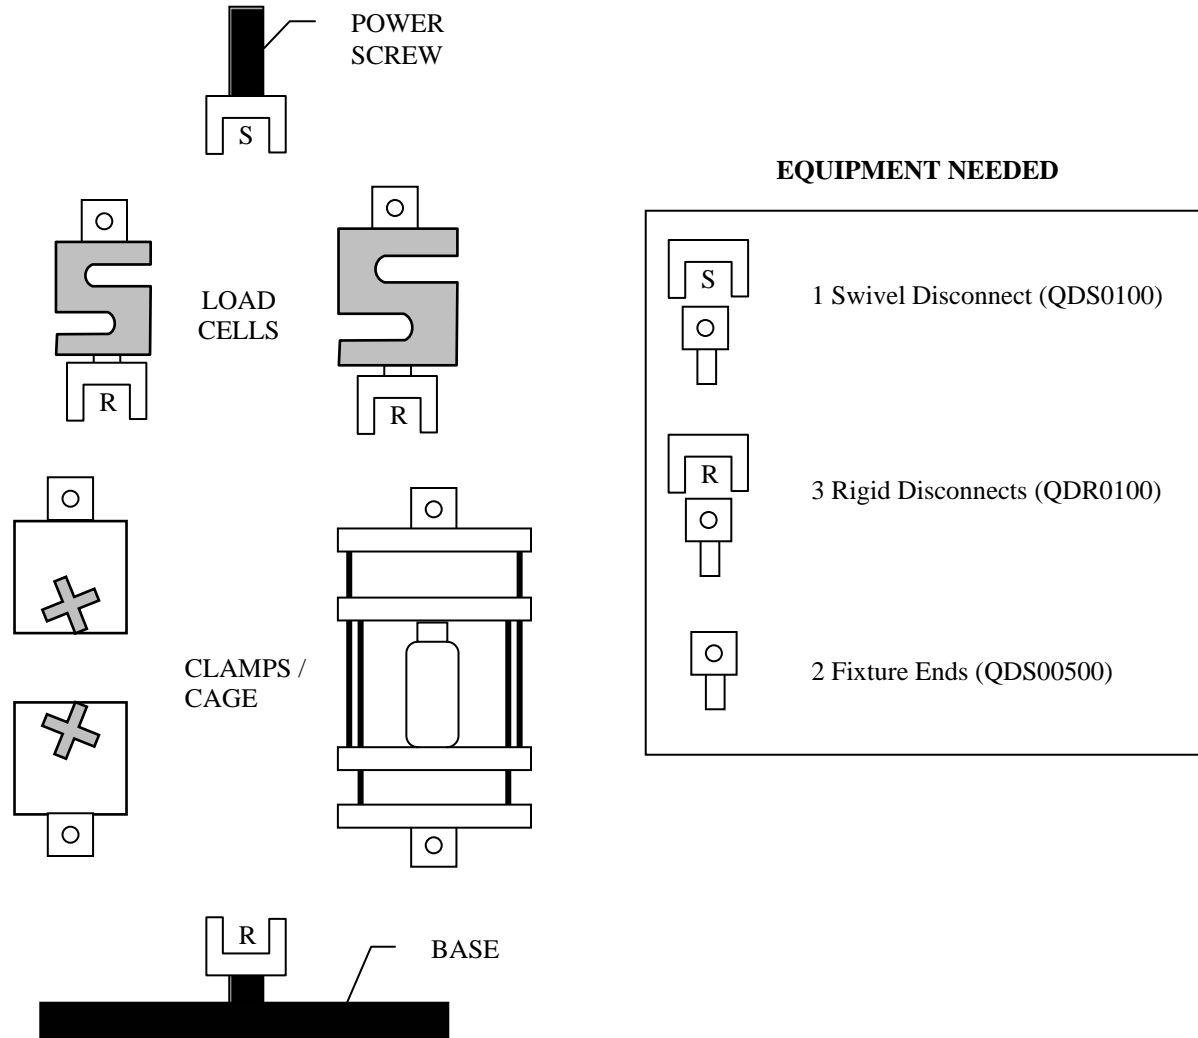 POWER
SCREW
S
LOAD
CELLS
R
R
CLAMPS /
CAGE
R
BASE
EQUIPMENT NEEDED
S
1 Swivel Disconnect (QDS0100)
R
3 Rigid Disconnects (QDR0100)
2 Fixture Ends (QDS00500)